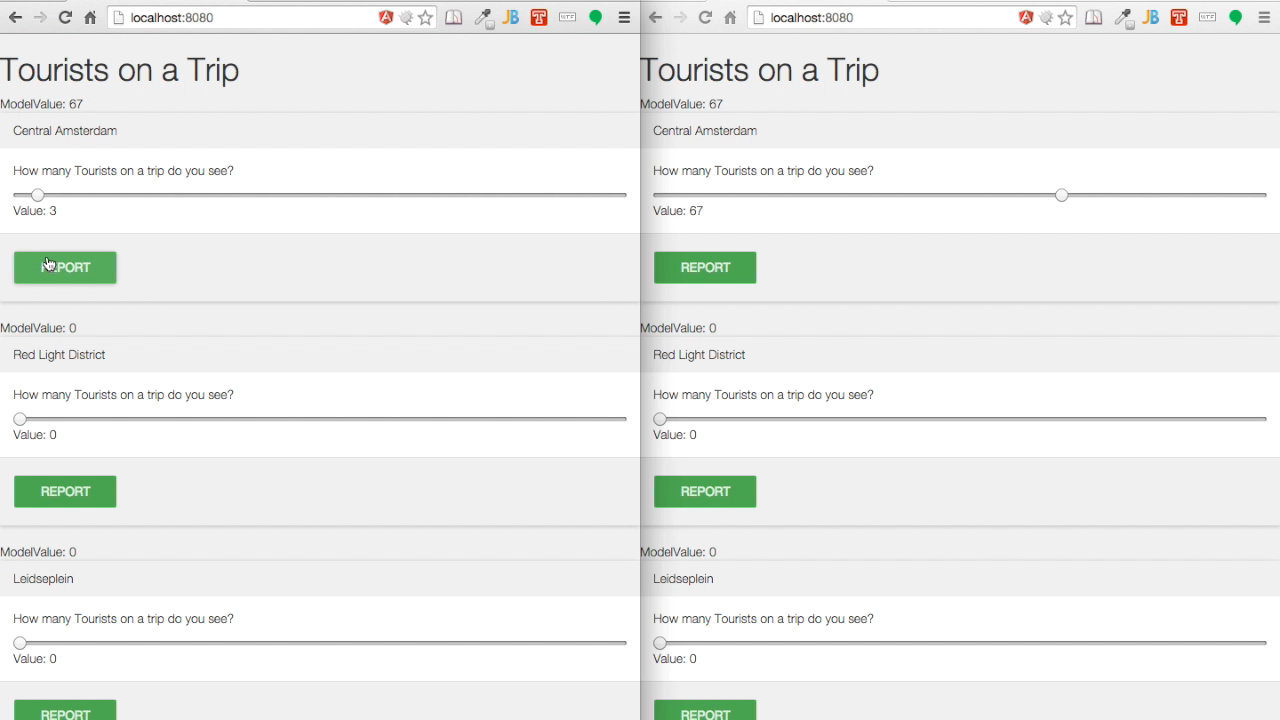 localhost:8080
Tourists on a Trip
ModelValue: 67
Central Amsterdam
How many Tourists on a trip do you see?
Value: 3
REPORT
ModelValue: 0
Red Light District
How many Tourists on a trip do you see?
Value: 0
REPORT
ModelValue: 0
Leidseplein
How many Tourists on a trip do you see?
Value: 0
REPORT
localhost:8080
Tourists on a Trip
ModelValue: 67
Central Amsterdam
How many Tourists on a trip do you see?
Value: 67
REPORT
ModelValue: 0
Red Light District
How many Tourists on a trip do you see?
Value: 0
REPORT
ModelValue: 0
Leidseplein
How many Tourists on a trip do you see?
Value: 0
REPORT